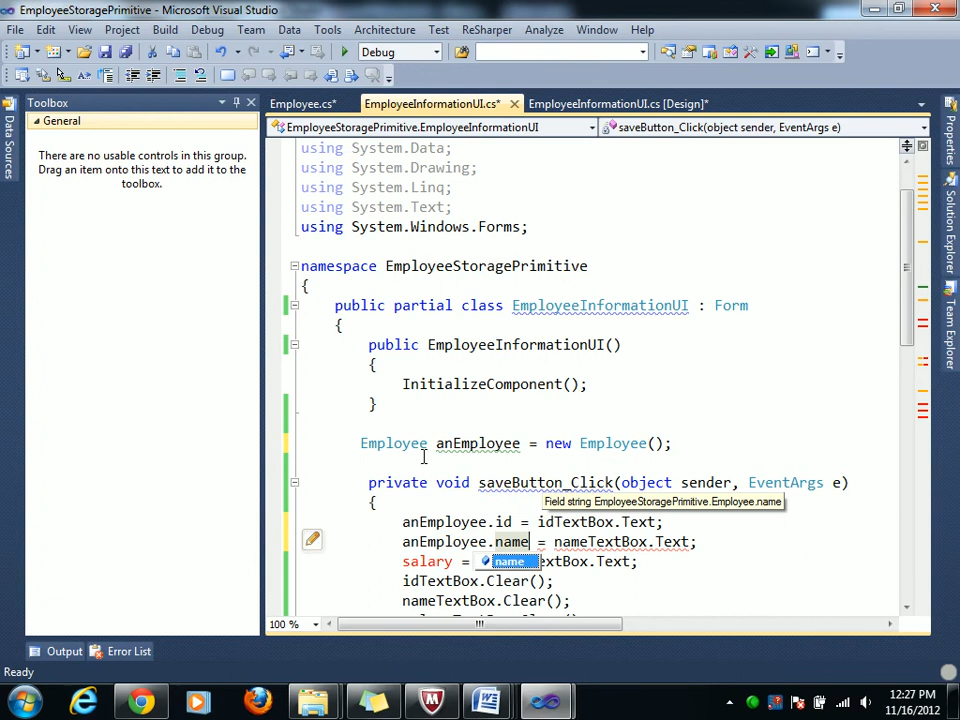 EmployeeStoragePrimitive - Microsoft Visual Studio
File Edit View Project Build Debug Team Data Tools Architecture Test ReSharper Analyze Window Help
Debug
Toolbox
Employee.cs* EmployeeInformationUI.cs* EmployeeInformationUI.cs [Design]*
General
EmployeeStoragePrimitive.EmployeeInformationUI saveButton_Click(object sender, EventArgs e)
Data Sources
Properties
Solution Explorer
Team Explorer
There are no usable controls in this group.
Drag an item onto this text to add it to the
toolbox.
using System.Data;
using System.Drawing;
using System.Linq;
using System.Text;
using System.Windows.Forms;
namespace EmployeeStoragePrimitive
{
public partial class EmployeeInformationUI : Form
{
public EmployeeInformationUI()
{
InitializeComponent();
}
Employee anEmployee = new Employee();
private void saveButton_Click(object sender, EventArgs e)
{
Field string EmployeeStoragePrimitive.Employee.name
anEmployee.id = idTextBox.Text;
anEmployee.name = nameTextBox.Text;
salary = name extBox.Text;
idTextBox.Clear();
nameTextBox.Clear();
100 %
Output Error List
Ready
12:27 PM
11/16/2012